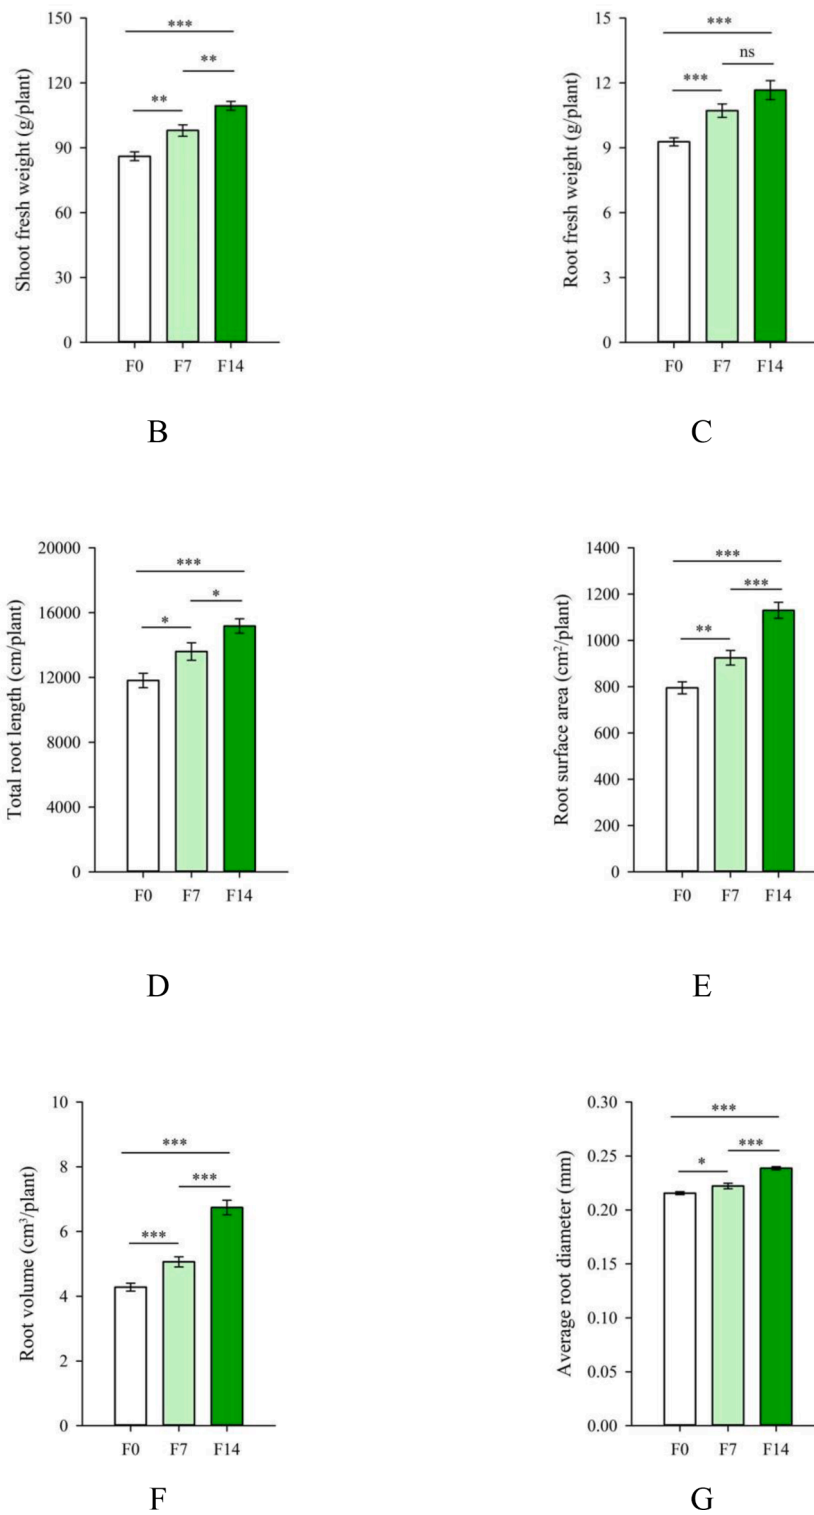 Shoot fresh weight (g/plant)
150
120
90
60
30
0
***
**
**
F0 F7 F14
B
Root fresh weight (g/plant)
15
12
9
6
3
0
***
ns
***
F0 F7 F14
C
Total root length (cm/plant)
20000
16000
12000
8000
4000
0
***
*
*
F0 F7 F14
D
Root surface area (cm²/plant)
1400
1200
1000
800
600
400
200
0
***
***
**
F0 F7 F14
E
Root volume (cm³/plant)
10
8
6
4
2
0
***
***
***
F0 F7 F14
F
Average root diameter (mm)
0.30
0.25
0.20
0.15
0.10
0.05
0.00
***
***
*
F0 F7 F14
G